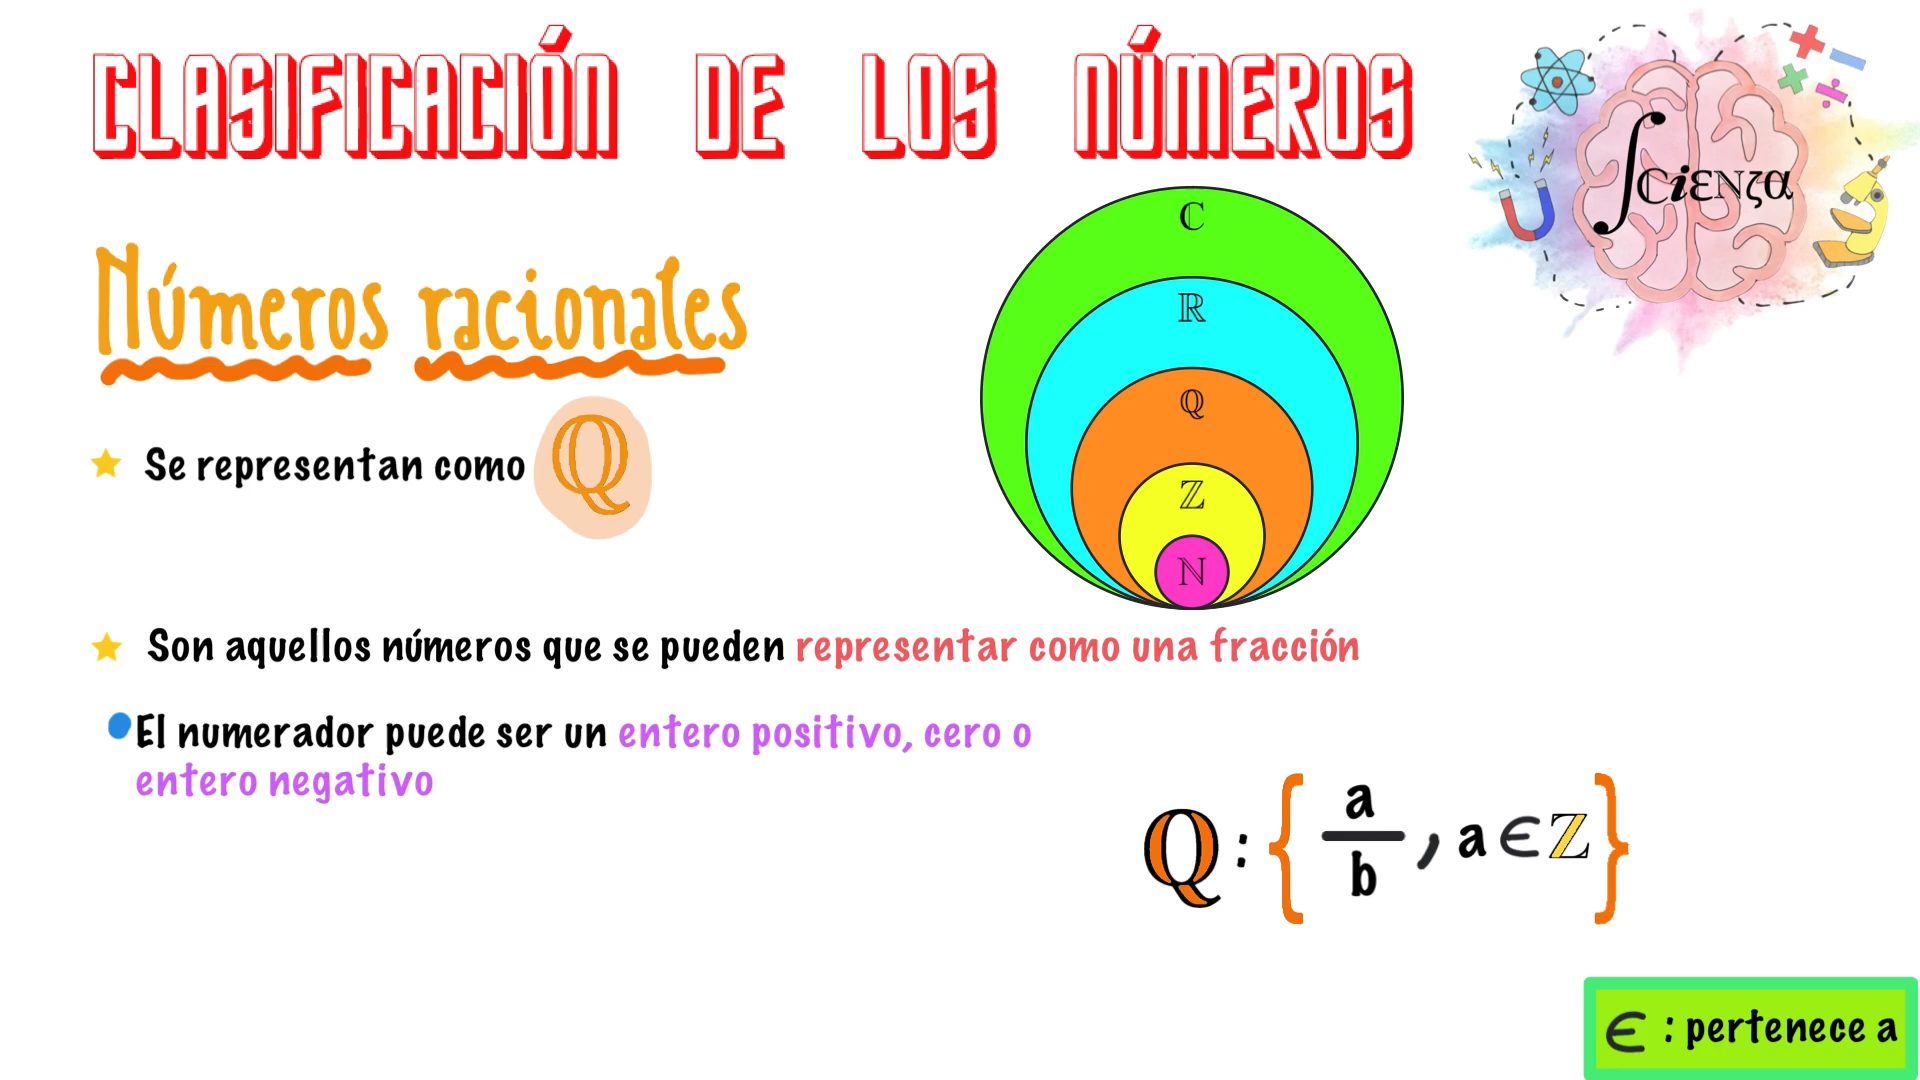 CLASIFICACIÓN DE LOS NÚMEROS
∫CiENζα
Números racionales
ℂ
ℝ
ℚ
ℤ
ℕ
Se representan como ℚ
Son aquellos números que se pueden representar como una fracción
El numerador puede ser un entero positivo, cero o
entero negativo
ℚ : { a/b , a ∈ ℤ }
∈ : pertenece a